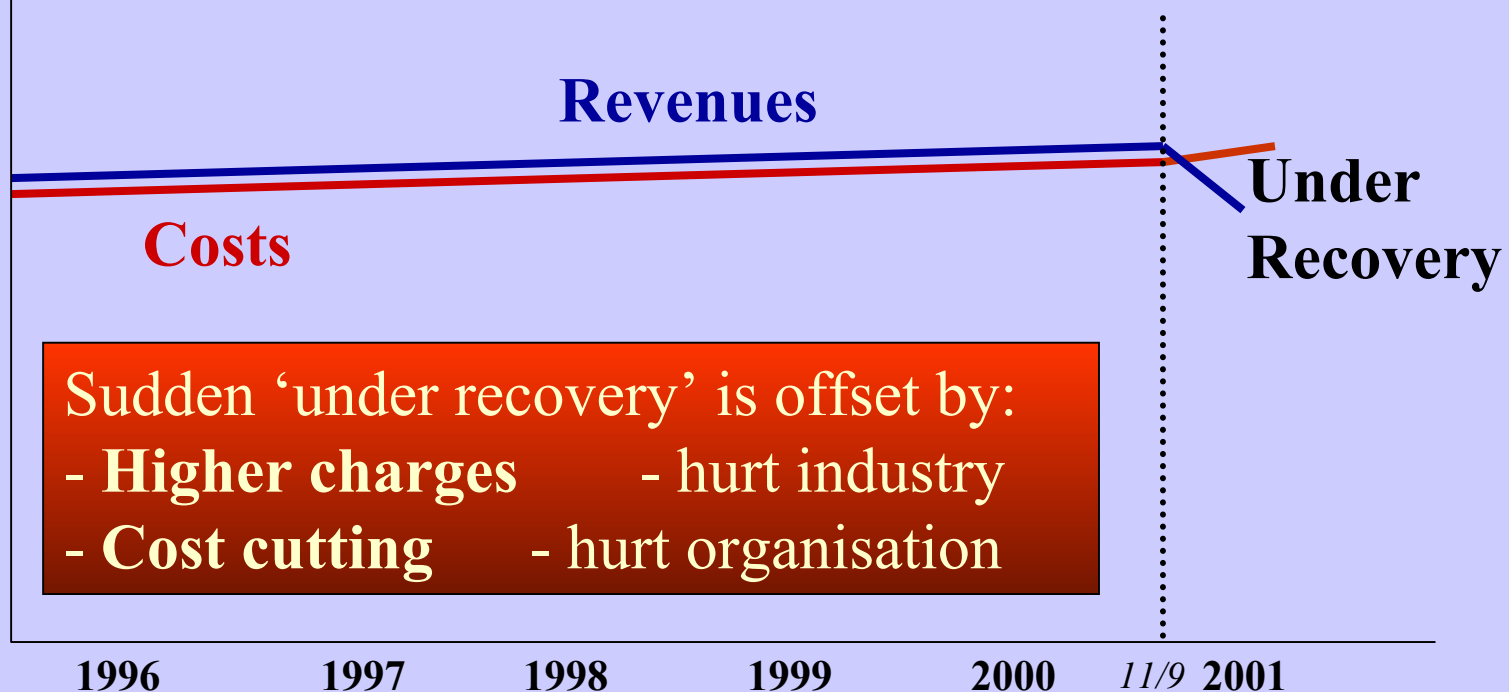 Revenues
Under
Recovery
Costs
Sudden ‘under recovery’ is offset by:
- Higher charges - hurt industry
- Cost cutting - hurt organisation
1996 1997 1998 1999 2000 11/9 2001